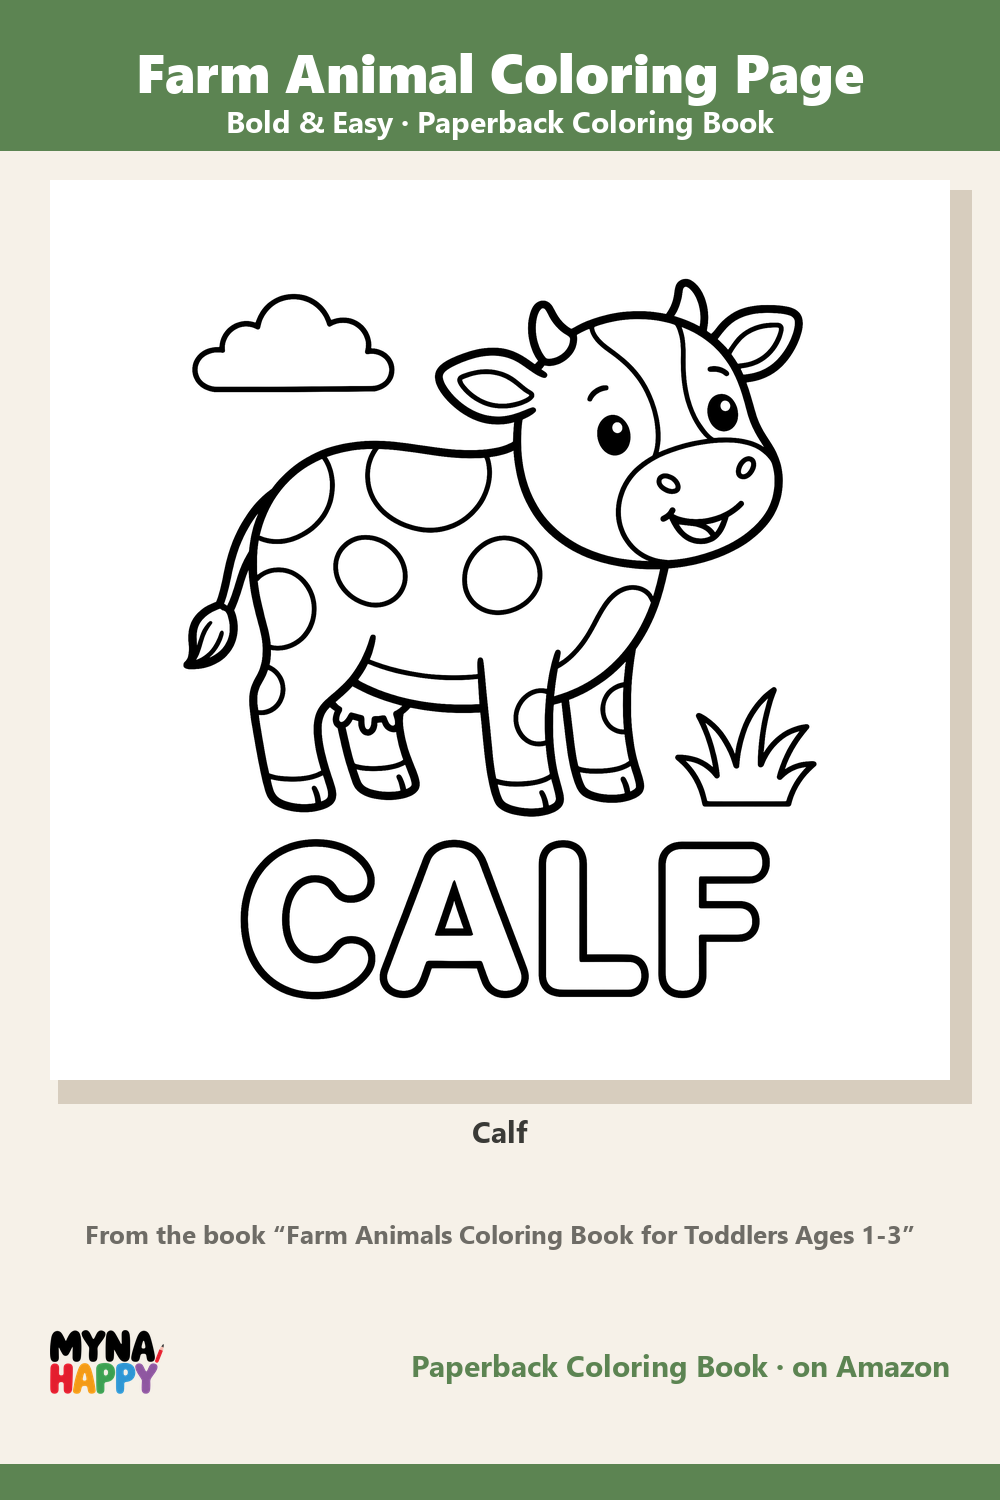 Farm Animal Coloring Page
Bold & Easy · Paperback Coloring Book
CALF
Calf
From the book “Farm Animals Coloring Book for Toddlers Ages 1-3”
MYNA
HAPPY
Paperback Coloring Book · on Amazon